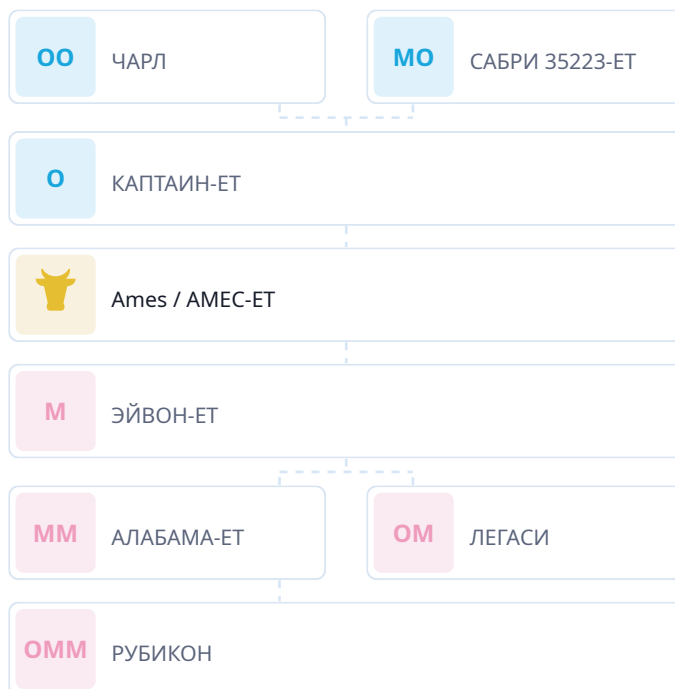 ОО ЧАРЛ
МО САБРИ 35223-ЕТ
О КАПТАИН-ЕТ
Ames / АМЕС-ЕТ
М ЭЙВОН-ЕТ
ММ АЛАБАМА-ЕТ
ОМ ЛЕГАСИ
ОММ РУБИКОН